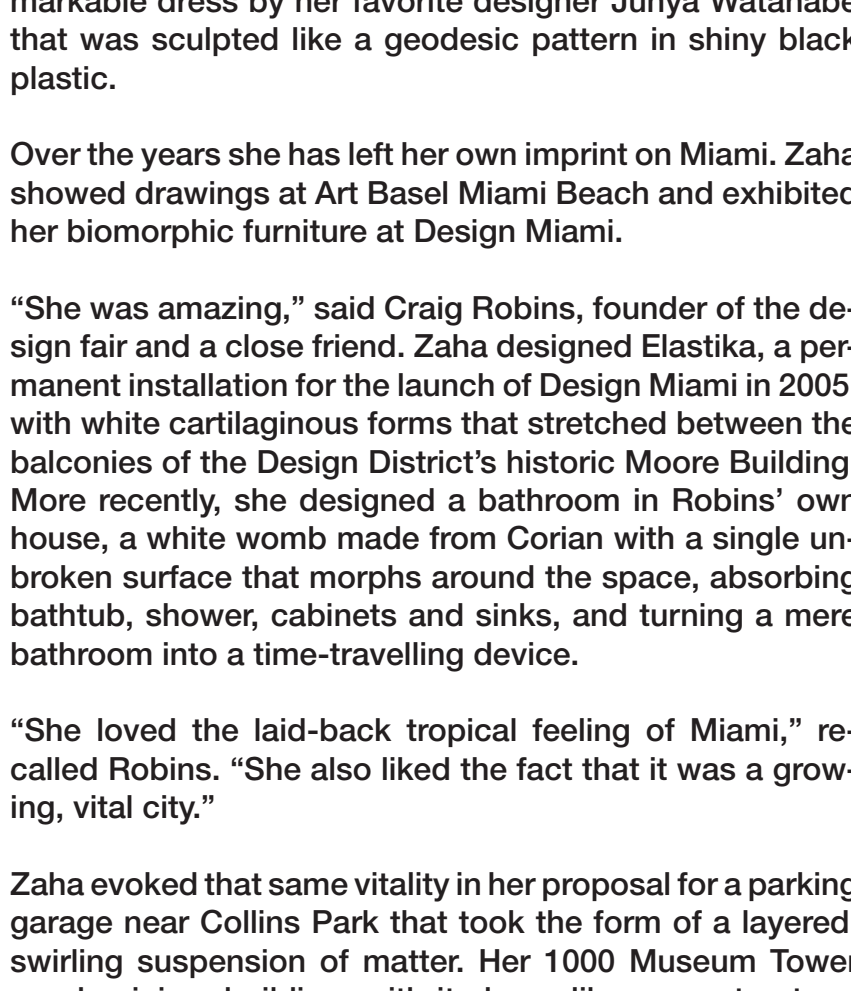 markable dress by her favorite designer Junya Watanabe
that was sculpted like a geodesic pattern in shiny black
plastic.
Over the years she has left her own imprint on Miami. Zaha
showed drawings at Art Basel Miami Beach and exhibited
her biomorphic furniture at Design Miami.
“She was amazing,” said Craig Robins, founder of the de-
sign fair and a close friend. Zaha designed Elastika, a per-
manent installation for the launch of Design Miami in 2005
with white cartilaginous forms that stretched between the
balconies of the Design District’s historic Moore Building
More recently, she designed a bathroom in Robins’ own
house, a white womb made from Corian with a single un-
broken surface that morphs around the space, absorbing
bathtub, shower, cabinets and sinks, and turning a mere
bathroom into a time-travelling device.
“She loved the laid-back tropical feeling of Miami,” re-
called Robins. “She also liked the fact that it was a grow-
ing, vital city.”
Zaha evoked that same vitality in her proposal for a parking
garage near Collins Park that took the form of a layered
swirling suspension of matter. Her 1000 Museum Tower